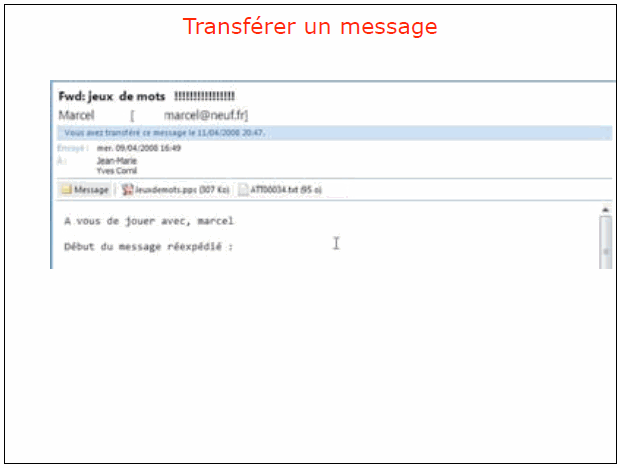 Transférer un message
Fwd: jeux de mots !!!!!!!!!!!!!!!!
Marcel [ marcel@neuf.fr]
Vous avez transféré ce message le 11/04/2008 20:47.
Envoyé : mer. 09/04/2008 16:49
À : Jean-Marie
Yves Cornil
Message Jeuxdemots.pps (307 Ko) ATT00034.txt (95 o)
A vous de jouer avec, marcel
Début du message réexpédié :